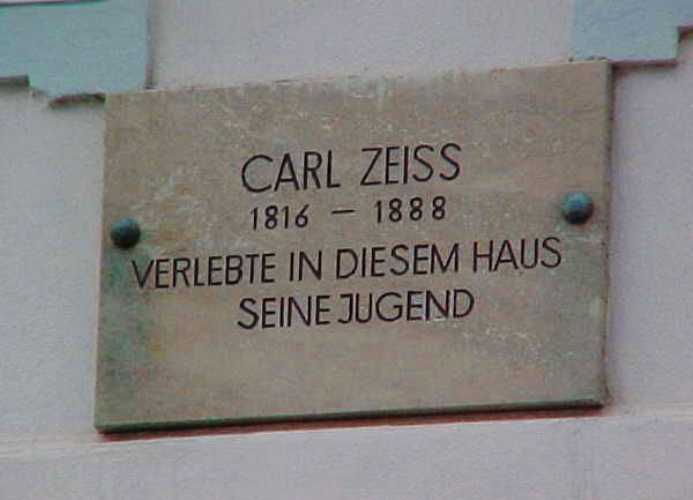 CARL ZEISS
1816 – 1888
VERLEBTE IN DIESEM HAUS
SEINE JUGEND